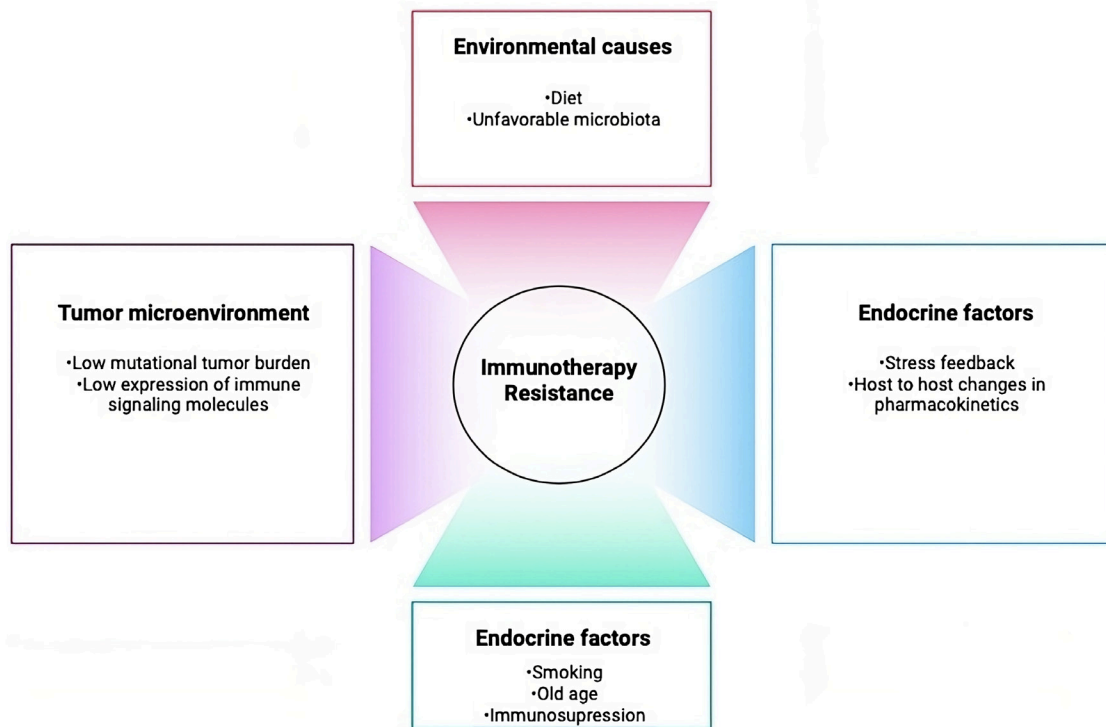 Environmental causes
•Diet
•Unfavorable microbiota
Tumor microenvironment
•Low mutational tumor burden
•Low expression of immune
signaling molecules
Immunotherapy
Resistance
Endocrine factors
•Stress feedback
•Host to host changes in
pharmacokinetics
Endocrine factors
•Smoking
•Old age
•Immunosupression